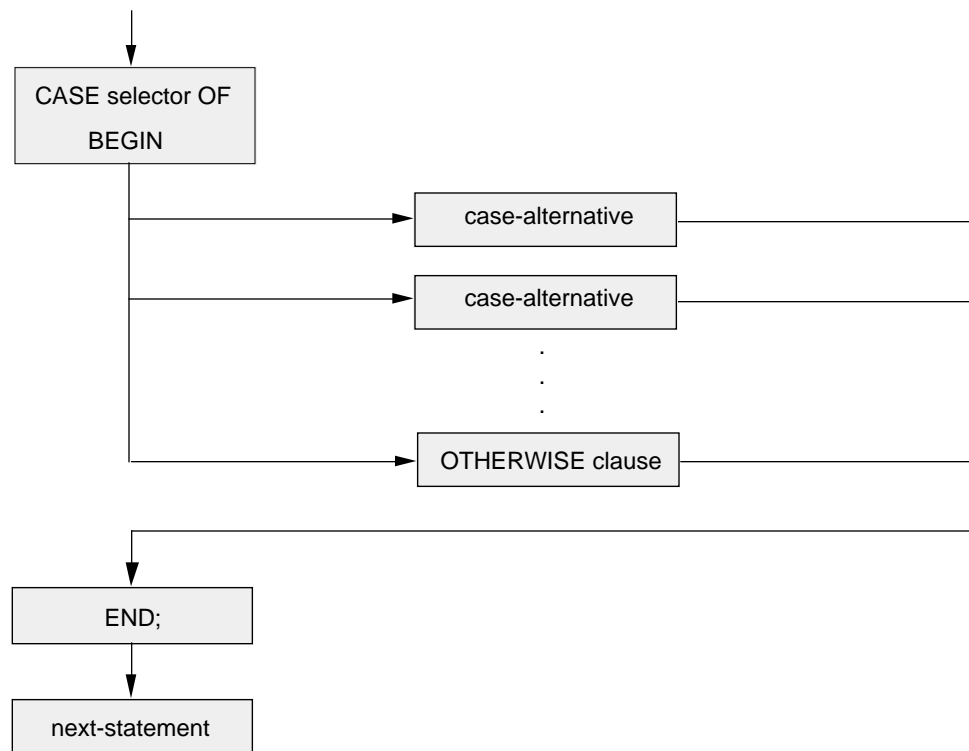 CASE selector OF
BEGIN
case-alternative
case-alternative
.
.
.
OTHERWISE clause
END;
next-statement